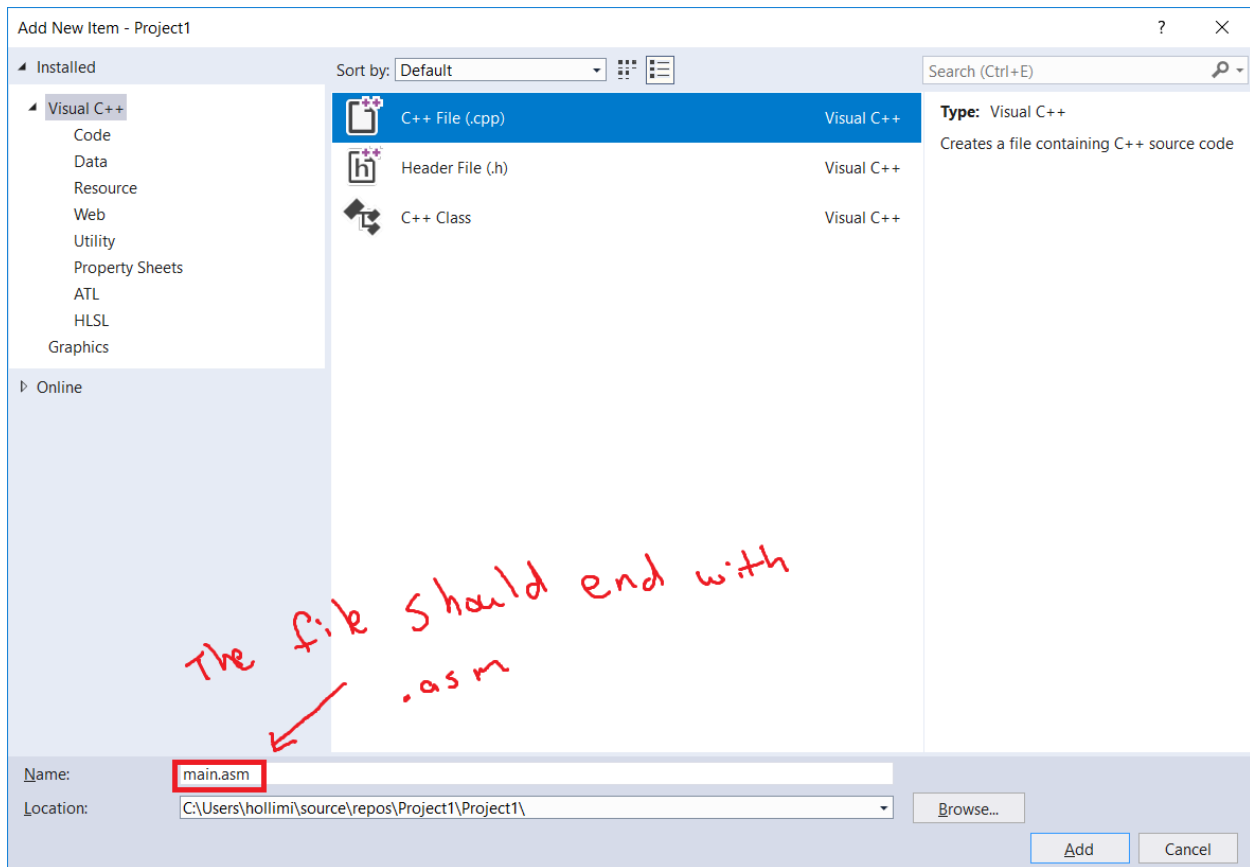 Add New Item - Project1
?
Installed
Sort by: Default
Search (Ctrl+E)
Visual C++
Code
Data
Resource
Web
Utility
Property Sheets
ATL
HLSL
Graphics
Online
C++ File (.cpp) Visual C++
Header File (.h) Visual C++
C++ Class Visual C++
Type: Visual C++
Creates a file containing C++ source code
The file should end with
.asm
Name: main.asm
Location: C:\Users\hollimi\source\repos\Project1\Project1\
Browse...
Add Cancel